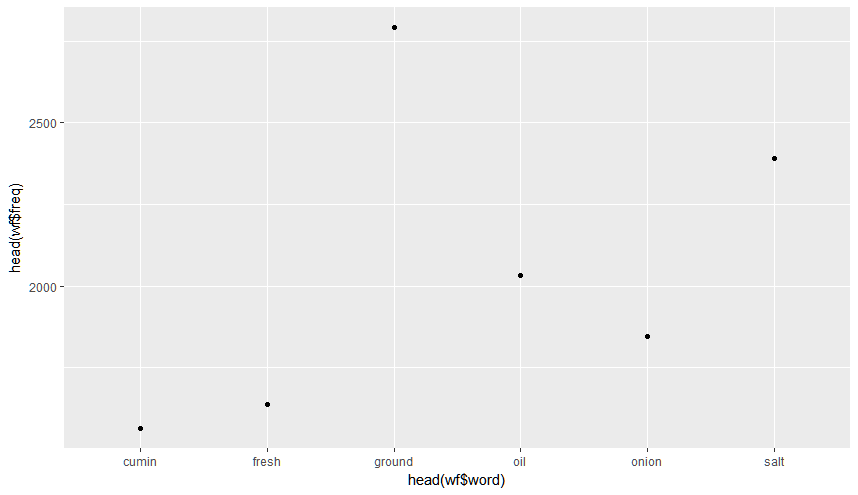 head(wf$freq)
2500
2000
cumin fresh ground oil onion salt
head(wf$word)